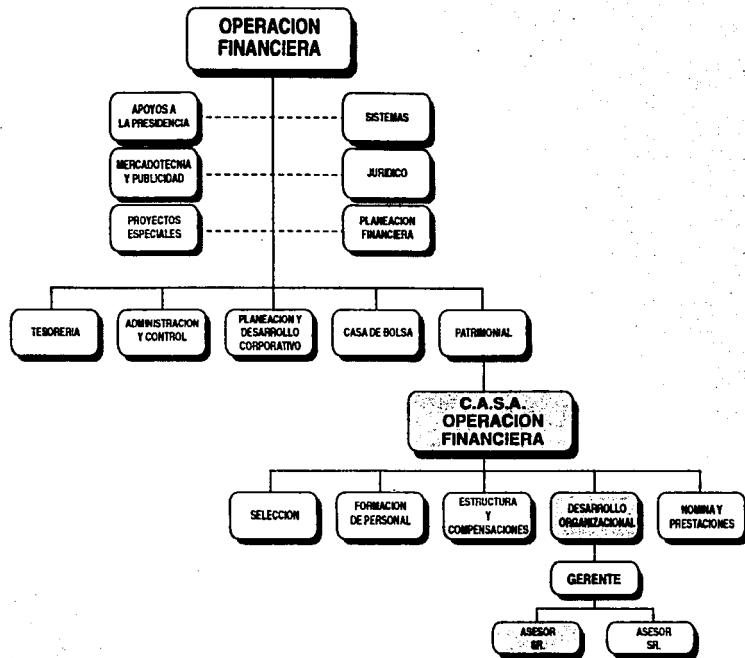 OPERACION
FINANCIERA
APOYOS A
LA PRESIDENCIA
SISTEMAS
MERCADOTECNIA
Y PUBLICIDAD
JURIDICO
PROYECTOS
ESPECIALES
PLANEACION
FINANCIERA
TESORERIA
ADMINISTRACION
Y CONTROL
PLANEACION Y
DESARROLLO
CORPORATIVO
CASA DE BOLSA
PATRIMONIAL
C.A.S.A.
OPERACION
FINANCIERA
SELECCION
FORMACION
DE PERSONAL
ESTRUCTURA
Y
COMPENSACIONES
DESARROLLO
ORGANIZACIONAL
NOMINA Y
PRESTACIONES
GERENTE
ASESOR
SR.
ASESOR
SR.